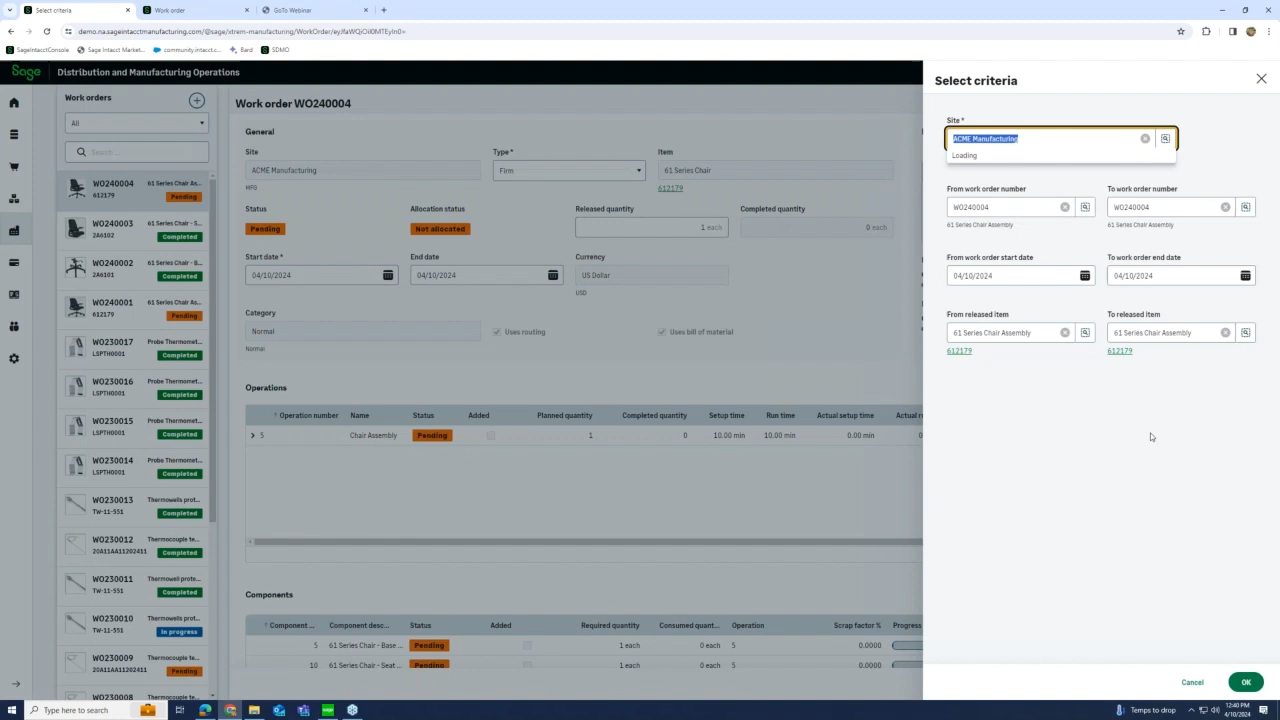 Select criteria
Work order
GoTo Webinar
demo.na.sageintacctmanufacturing.com/@sage/xtrem-manufacturing/WorkOrder/
SageIntacctConsole
Sage Intacct Market...
community.intacct.c...
Bard
SDMO
Sage
Distribution and Manufacturing Operations
Work orders
All
Search...
WO240004
61 Series Chair As...
612179
Pending
WO240003
61 Series Chair - S...
2A6102
Completed
WO240002
61 Series Chair - B...
2A6101
Completed
WO240001
61 Series Chair As...
612179
Pending
WO230017
Probe Thermomet...
LSPTH0001
Completed
WO230016
Probe Thermomet...
LSPTH0001
Completed
WO230015
Probe Thermomet...
LSPTH0001
Completed
WO230014
Probe Thermomet...
LSPTH0001
Completed
WO230013
Thermowells prot...
TW-11-551
Completed
WO230012
Thermocouple te...
20A11AA11202411
Completed
WO230011
Thermowell proto...
TW-11-551
Completed
WO230010
Thermowells prot...
TW-11-551
In progress
WO230009
Thermocouple te...
20A11AA11202411
Pending
WO230008
Thermocouple te...
Work order WO240004
General
Site
Type *
Item
ACME Manufacturing
Firm
61 Series Chair
MFG
612179
Status
Allocation status
Released quantity
Completed quantity
Pending
Not allocated
1 each
0 each
Start date *
End date
Currency
04/10/2024
04/10/2024
US Dollar
USD
Category
Normal
Uses routing
Uses bill of material
Normal
Operations
Operation number
Name
Status
Added
Planned quantity
Completed quantity
Setup time
Run time
Actual setup time
Actual r
5
Chair Assembly
Pending
1
0
10.00 min
10.00 min
0.00 min
0
Components
Component ...
Component desc...
Status
Added
Required quantity
Consumed quant...
Operation
Scrap factor %
Progress
5
61 Series Chair - Base ...
Pending
1 each
0 each
5
0.0000
10
61 Series Chair - Seat ...
Pending
1 each
0 each
5
0.0000
Select criteria
Site *
ACME Manufacturing
Loading
From work order number
To work order number
WO240004
WO240004
61 Series Chair Assembly
61 Series Chair Assembly
From work order start date
To work order end date
04/10/2024
04/10/2024
From released item
To released item
61 Series Chair Assembly
61 Series Chair Assembly
612179
612179
Cancel
OK
Type here to search
Temps to drop
12:40 PM
4/10/2024